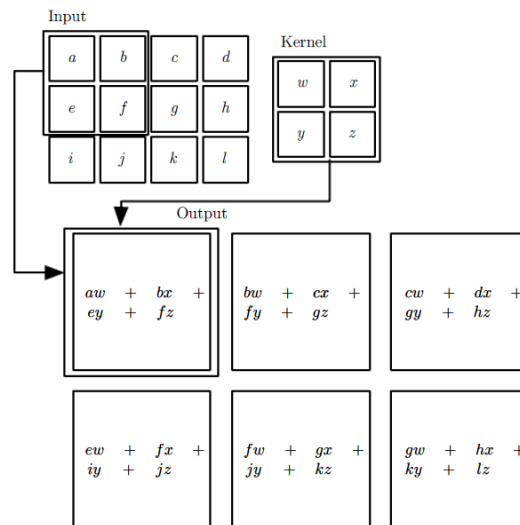 Input
Kernel
a b c d
w x
e f g h
y z
i j k l
Output
aw + bx +
ey + fz
bw + cx +
fy + gz
cw + dx +
gy + hz
ew + fx +
iy + jz
fw + gx +
jy + kz
gw + hx +
ky + lz